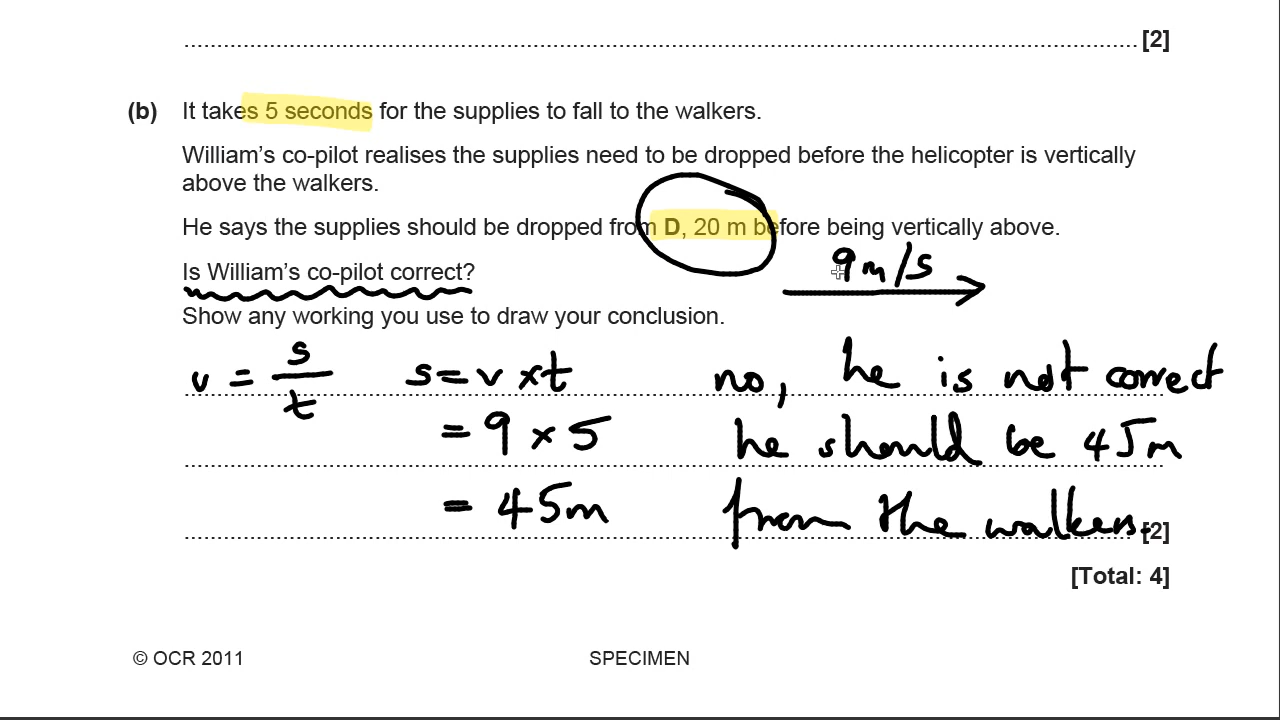 [2]
(b) It takes 5 seconds for the supplies to fall to the walkers.
William's co-pilot realises the supplies need to be dropped before the helicopter is vertically
above the walkers.
He says the supplies should be dropped from D, 20 m before being vertically above.
9m/s
Is William's co-pilot correct?
Show any working you use to draw your conclusion.
v = s/t s = v × t no, he is not correct
= 9 × 5 he should be 45m
= 45m from the walkers.
[2]
[Total: 4]
© OCR 2011 SPECIMEN